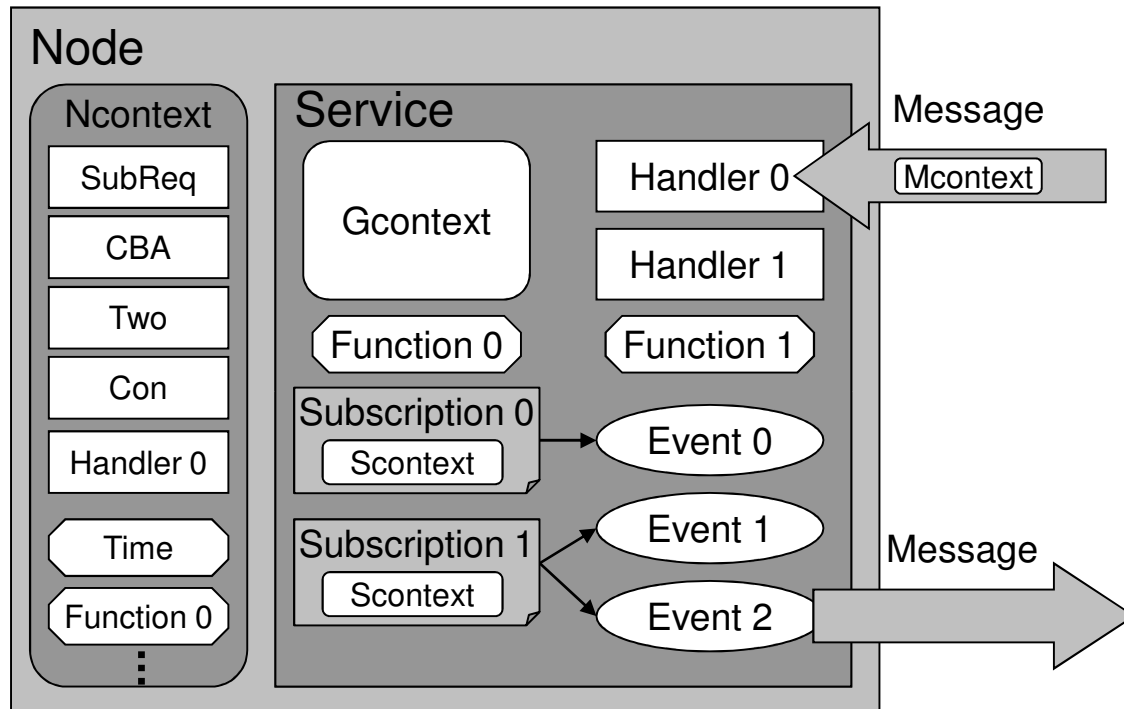 Node
Ncontext
SubReq
CBA
Two
Con
Handler 0
Time
Function 0
Service
Gcontext
Handler 0
Handler 1
Function 0
Function 1
Subscription 0
Scontext
Event 0
Subscription 1
Scontext
Event 1
Event 2
Message
Mcontext
Message